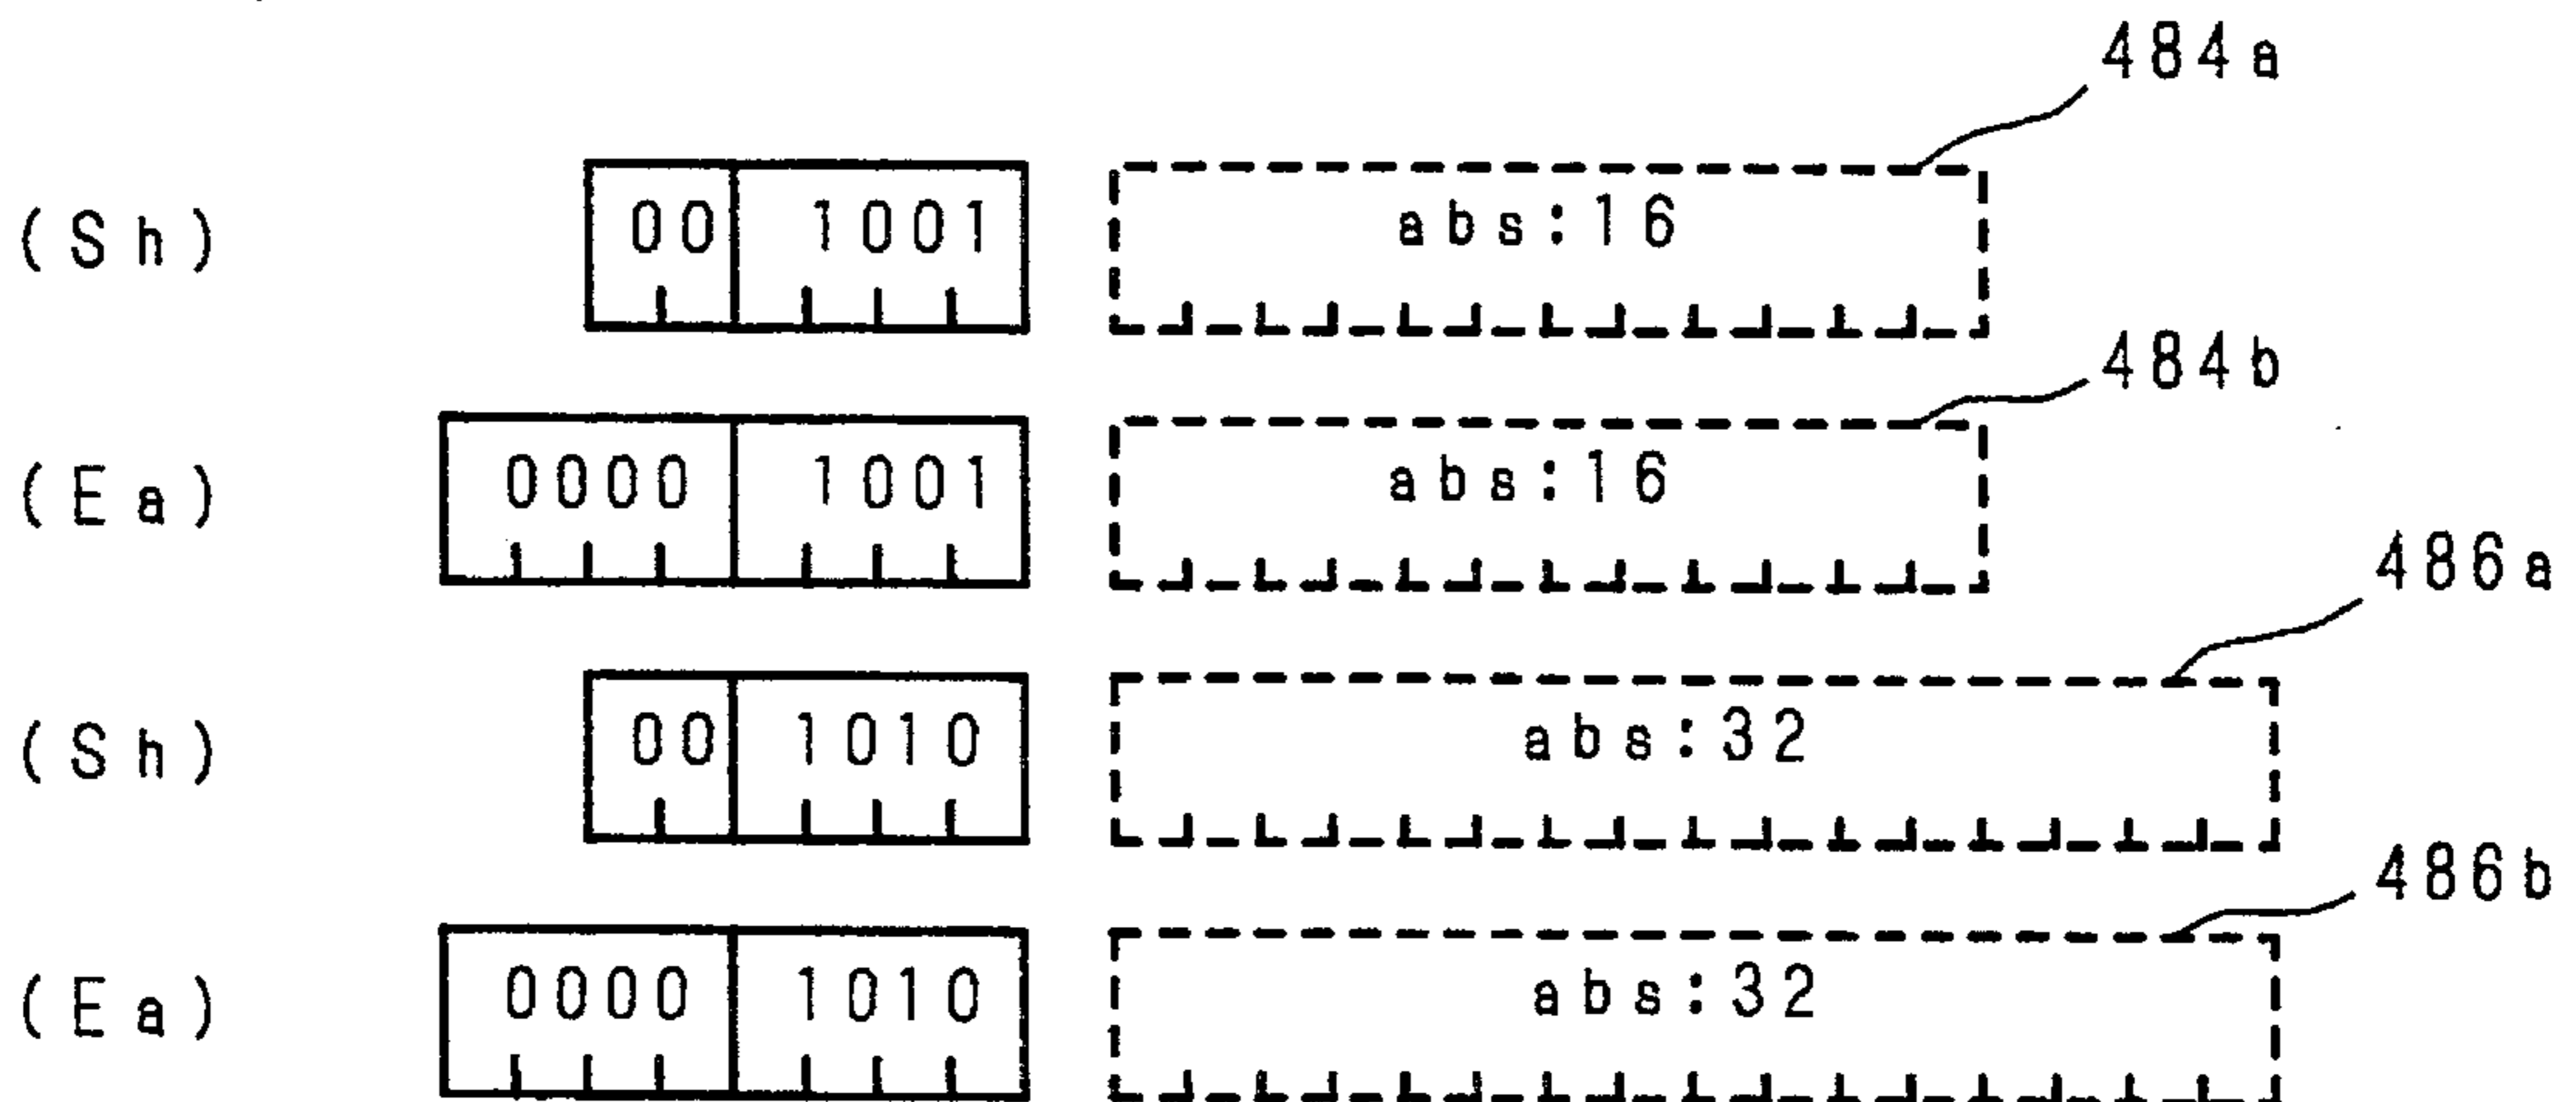 484a
(Sh) 00 1001 abs:16
484b
(Ea) 0000 1001 abs:16
486a
(Sh) 00 1010 abs:32
486b
(Ea) 0000 1010 abs:32